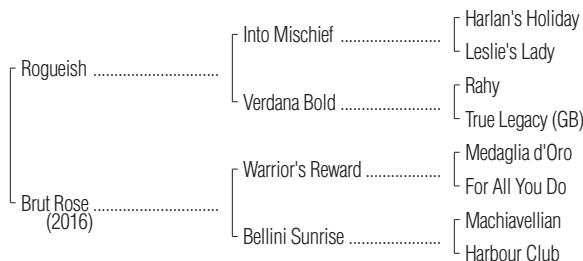 Harlan's Holiday
Into Mischief
Leslie's Lady
Rogueish
Rahy
Verdana Bold
True Legacy (GB)
Medaglia d'Oro
Warrior's Reward
For All You Do
Brut Rose
(2016)
Machiavellian
Bellini Sunrise
Harbour Club